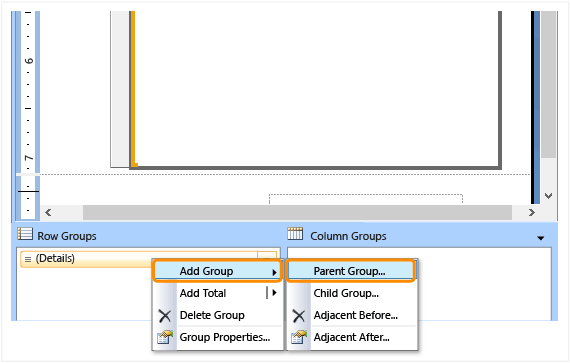 6
7
Row Groups
Column Groups
(Details)
Add Group
Parent Group...
Add Total
Child Group...
Delete Group
Adjacent Before...
Group Properties...
Adjacent After...